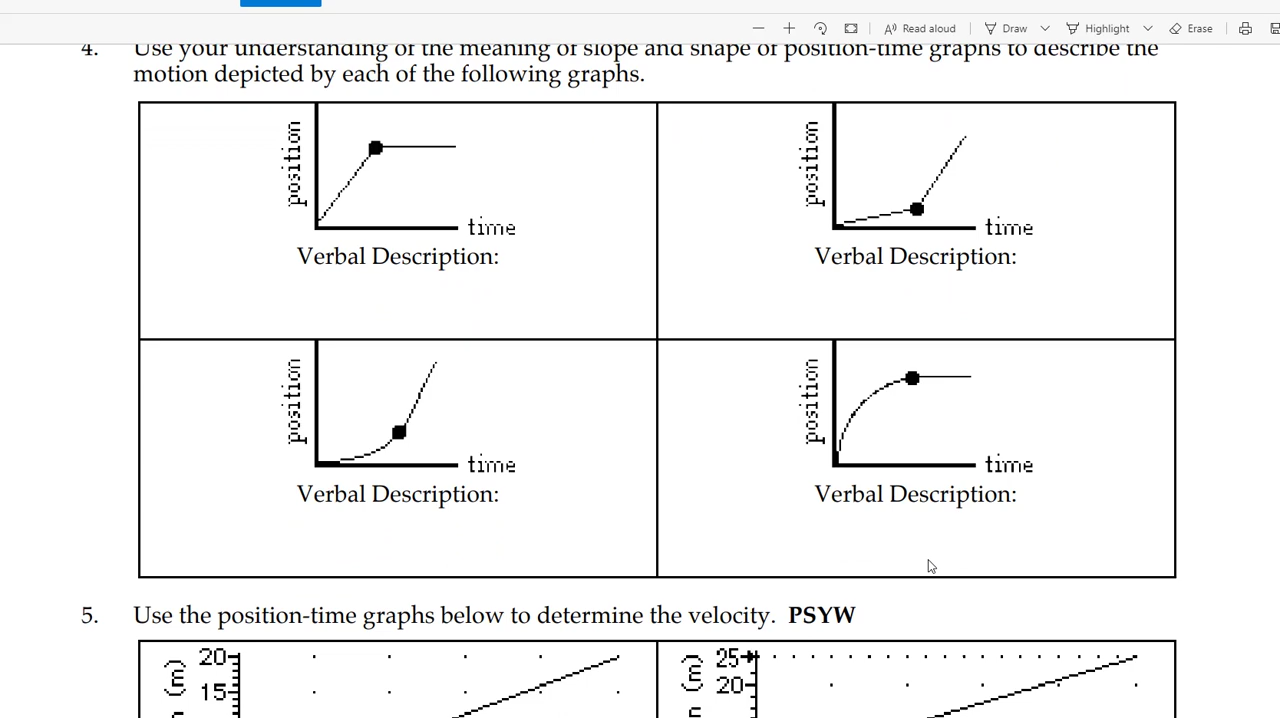 Read aloud
Draw
Highlight
Erase
4. Use your understanding of the meaning of slope and shape of position-time graphs to describe the
motion depicted by each of the following graphs.
position
time
Verbal Description:
position
time
Verbal Description:
position
time
Verbal Description:
position
time
Verbal Description:
5. Use the position-time graphs below to determine the velocity. PSYW
20
15
(m)
25
20
(m)